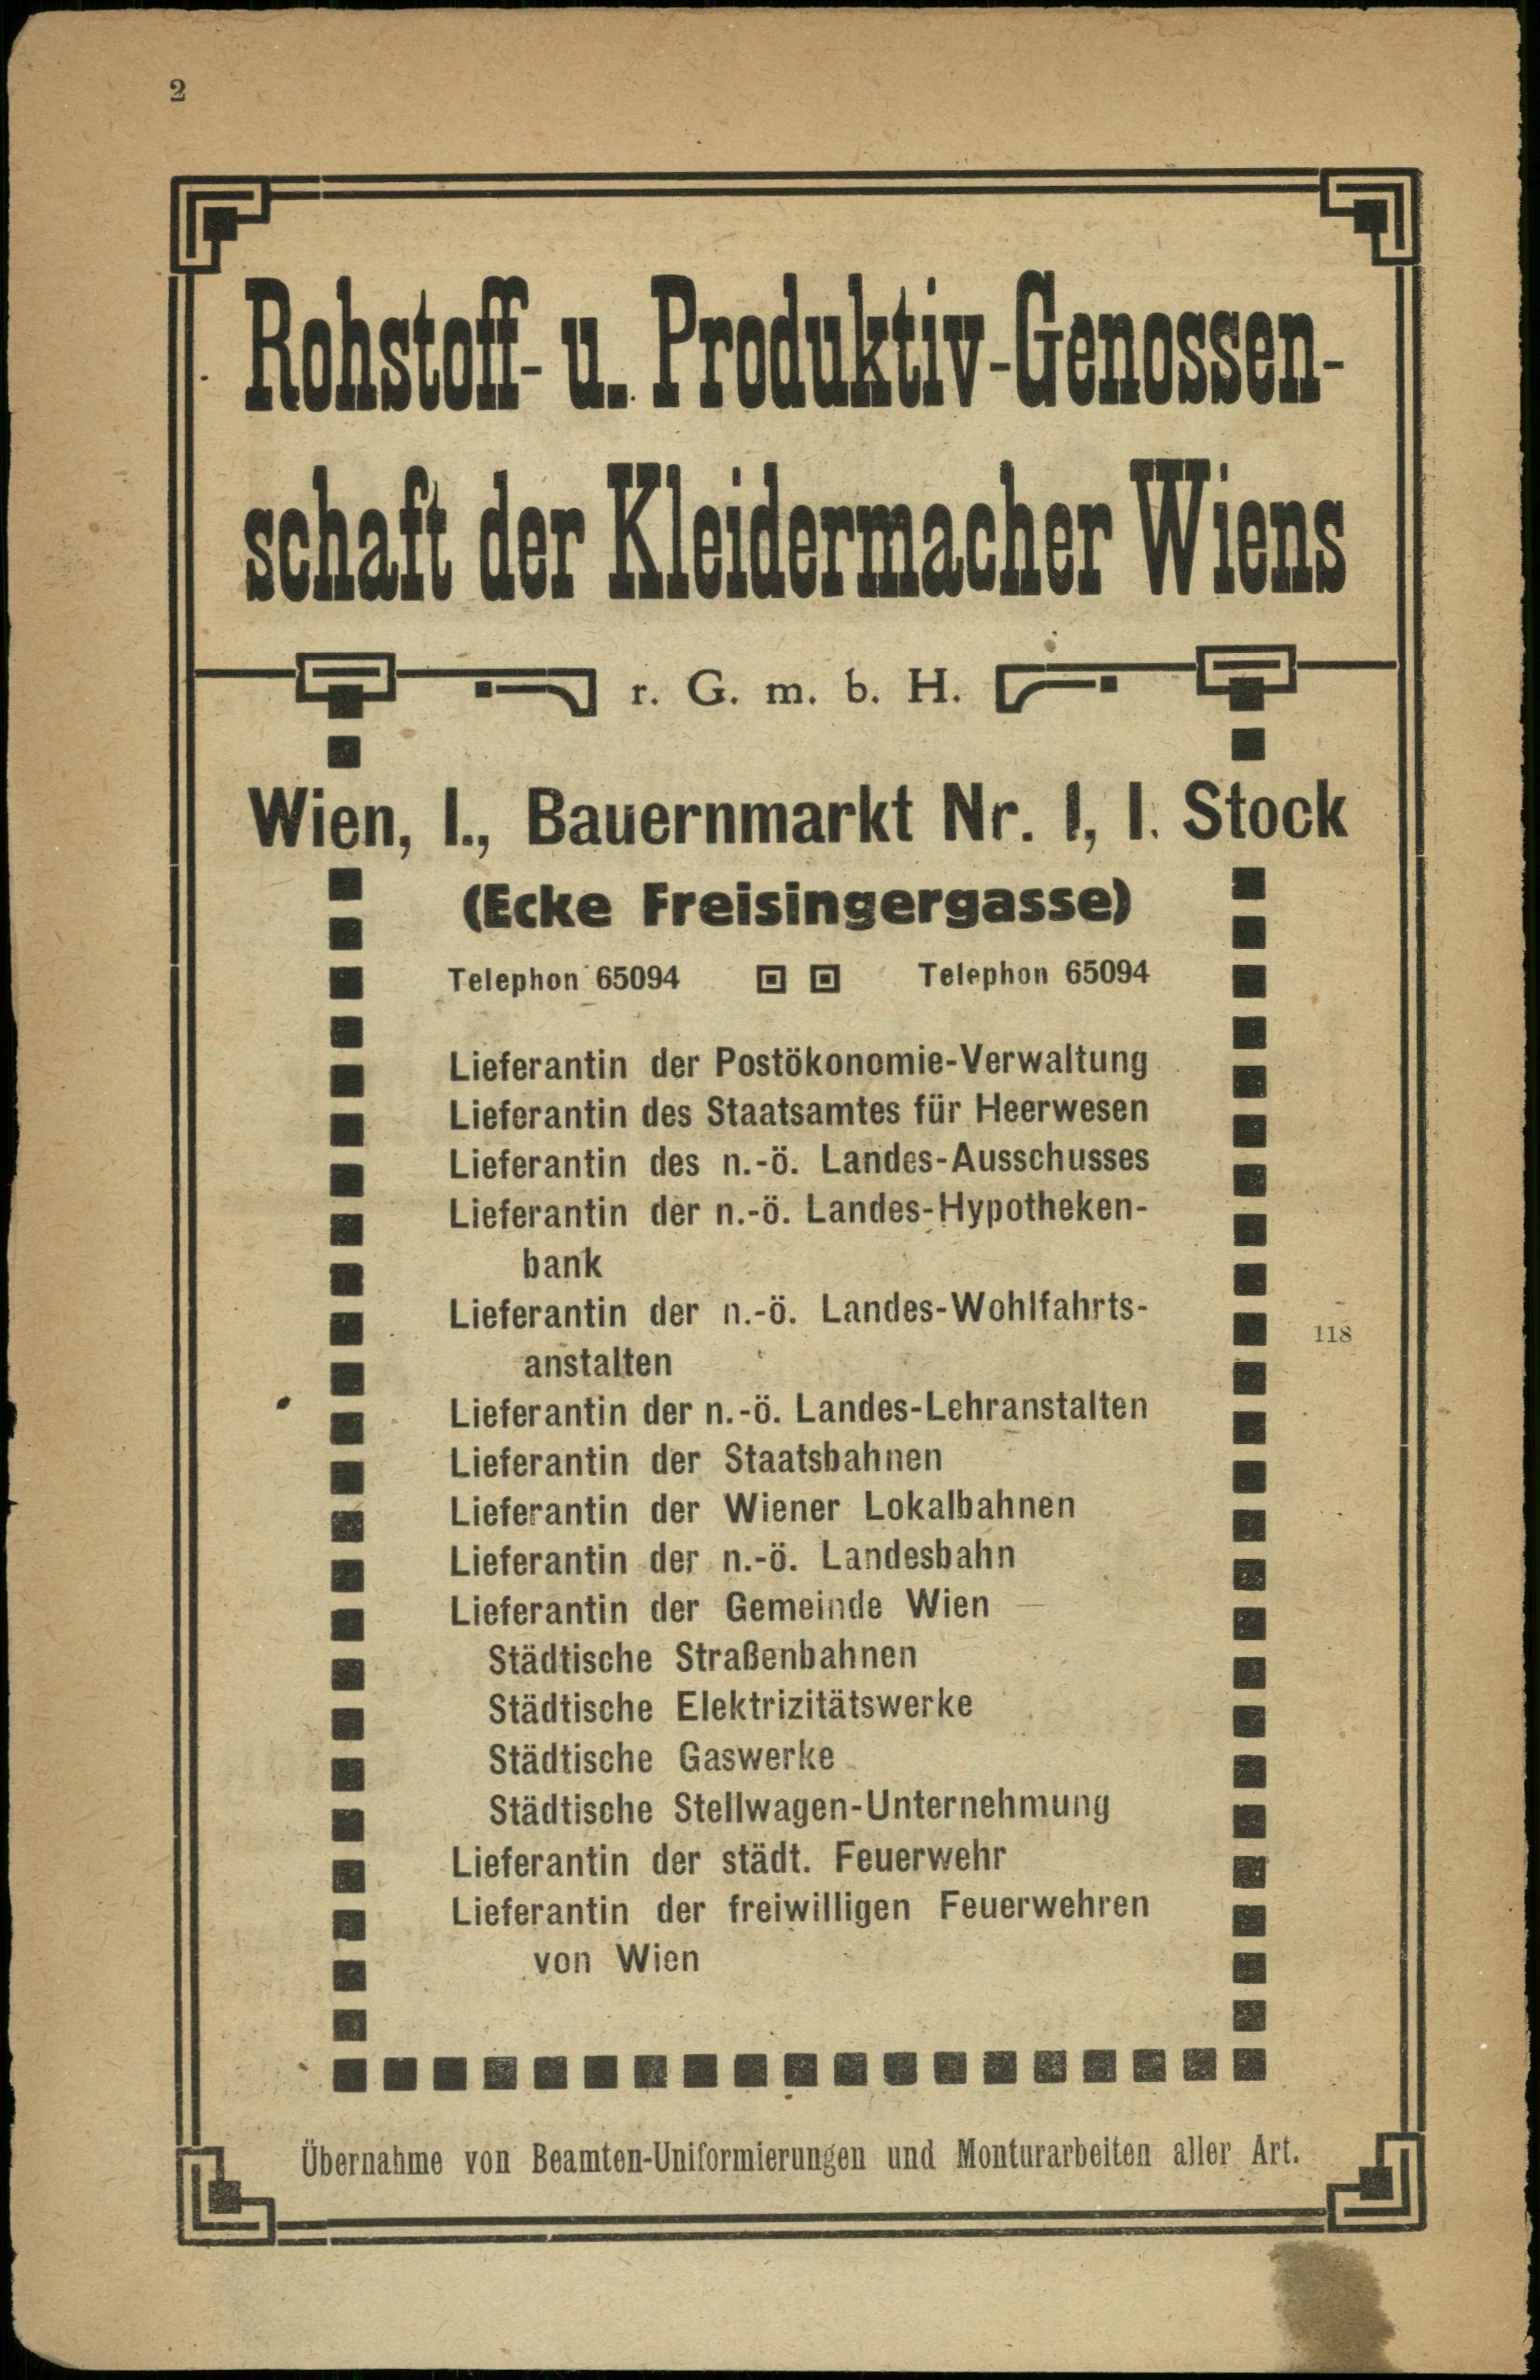 2
Rohstoff- u. Produktiv-Genossen-
schaft der Kleidermacher Wiens
r. G. m. b. H.
Wien, I., Bauernmarkt Nr. 1, I. Stock
(Ecke Freisingergasse)
Telephon 65094 Telephon 65094
Lieferantin der Postökonomie-Verwaltung
Lieferantin des Staatsamtes für Heerwesen
Lieferantin des n.-ö. Landes-Ausschusses
Lieferantin der n.-ö. Landes-Hypotheken-
bank
Lieferantin der n.-ö. Landes-Wohlfahrts-
anstalten
118
Lieferantin der n.-ö. Landes-Lehranstalten
Lieferantin der Staatsbahnen
Lieferantin der Wiener Lokalbahnen
Lieferantin der n.-ö. Landesbahn
Lieferantin der Gemeinde Wien
Städtische Straßenbahnen
Städtische Elektrizitätswerke
Städtische Gaswerke
Städtische Stellwagen-Unternehmung
Lieferantin der städt. Feuerwehr
Lieferantin der freiwilligen Feuerwehren
von Wien
Übernahme von Beamten-Uniformierungen und Monturarbeiten aller Art.